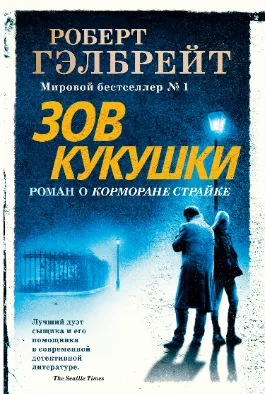 РОБЕРТ
ГЭЛБРЕЙТ
Мировой бестселлер № 1
ЗОВ
КУКУШКИ
РОМАН О КОРМОРАНЕ СТРАЙКЕ
Лучший дуэт
сыщика и его
помощника
в современной
детективной
литературе.
The Seattle Times